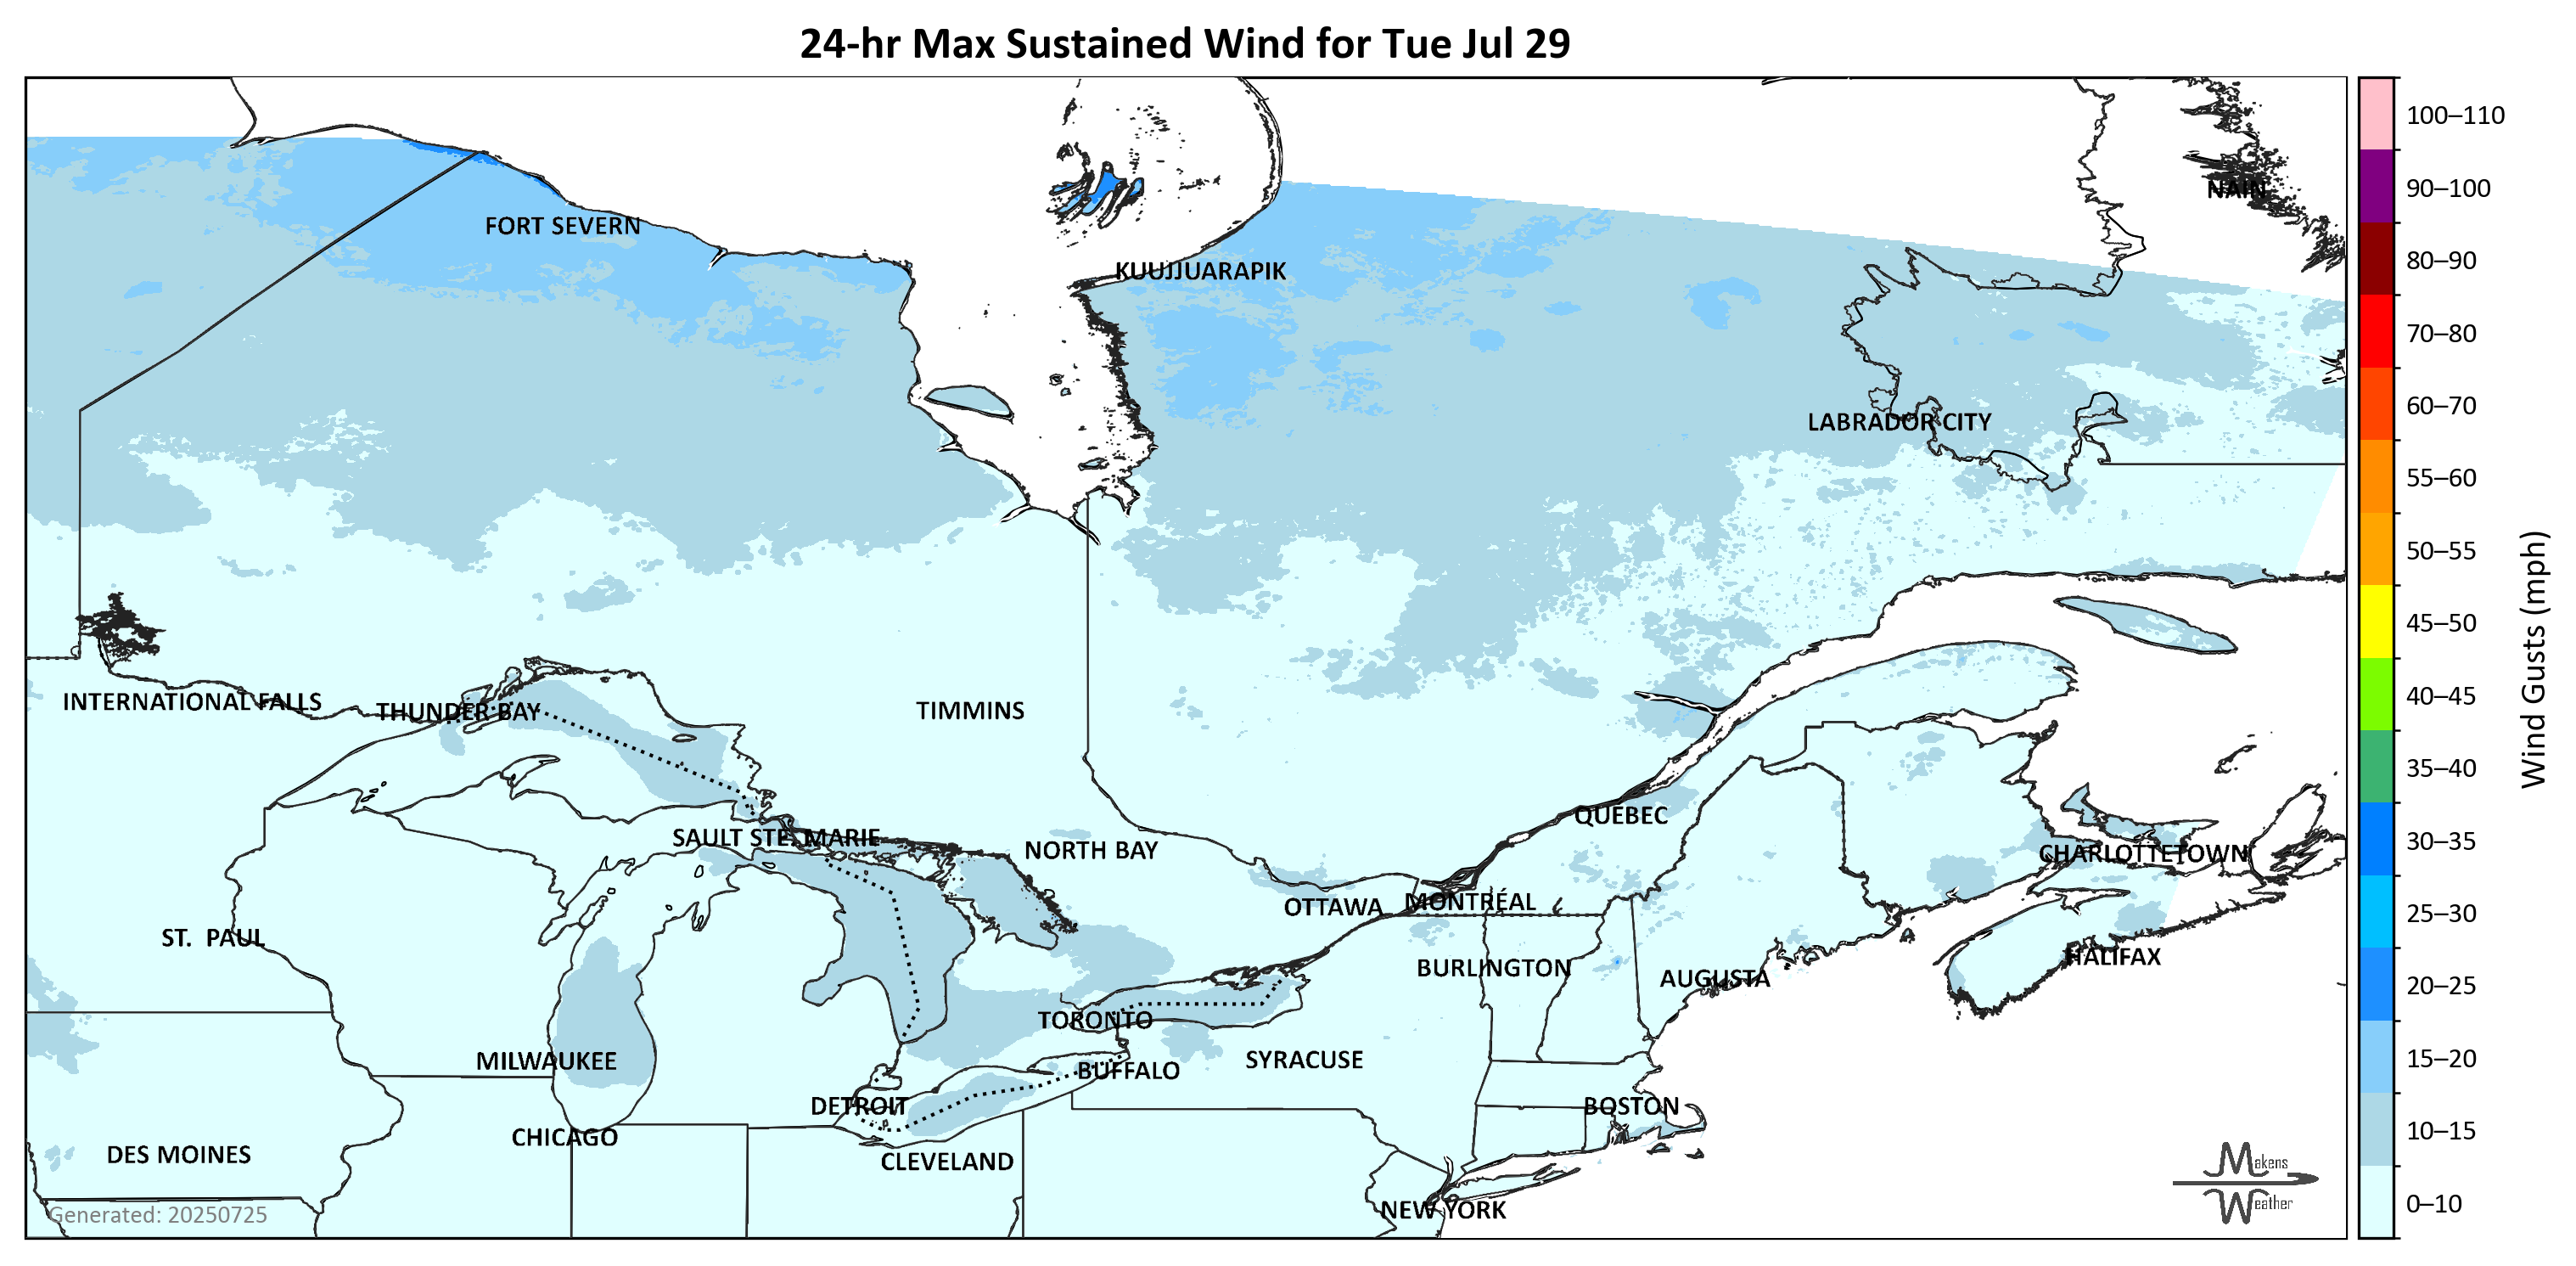 24-hr Max Sustained Wind for Tue Jul 29
NAIN
FORT SEVERN
KUUJJUARAPIK
LABRADOR CITY
INTERNATIONAL FALLS
THUNDER BAY
TIMMINS
QUEBEC
SAULT STE. MARIE
NORTH BAY
CHARLOTTETOWN
OTTAWA
MONTRÉAL
ST. PAUL
HALIFAX
BURLINGTON
AUGUSTA
TORONTO
MILWAUKEE
SYRACUSE
BUFFALO
DETROIT
BOSTON
CHICAGO
DES MOINES
CLEVELAND
NEW YORK
Generated: 20250725
Makens
Weather
100–110
90–100
80–90
70–80
60–70
55–60
50–55
45–50
40–45
35–40
30–35
25–30
20–25
15–20
10–15
0–10
Wind Gusts (mph)